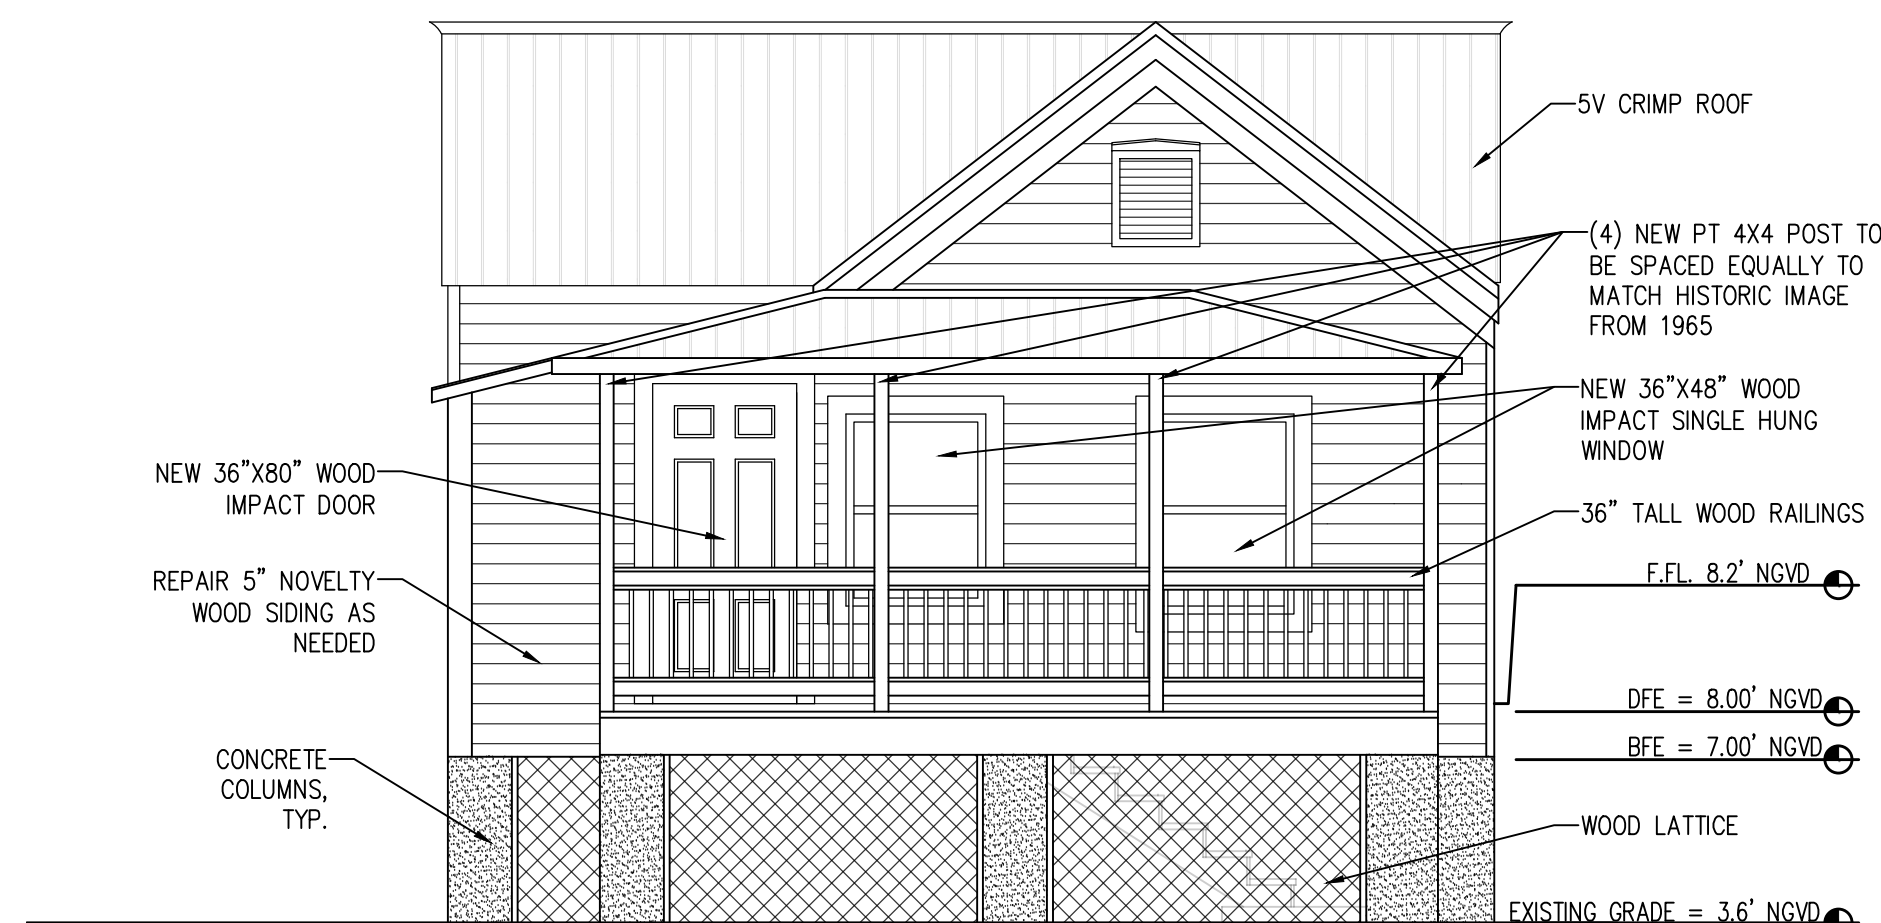 5V CRIMP ROOF
(4) NEW PT 4X4 POST TO
BE SPACED EQUALLY TO
MATCH HISTORIC IMAGE
FROM 1965
NEW 36"X48" WOOD
IMPACT SINGLE HUNG
WINDOW
NEW 36"X80" WOOD
IMPACT DOOR
36" TALL WOOD RAILINGS
F.FL. 8.2' NGVD
REPAIR 5" NOVELTY
WOOD SIDING AS
NEEDED
DFE = 8.00' NGVD
BFE = 7.00' NGVD
CONCRETE
COLUMNS,
TYP.
WOOD LATTICE
EXISTING GRADE = 3.6' NGVD